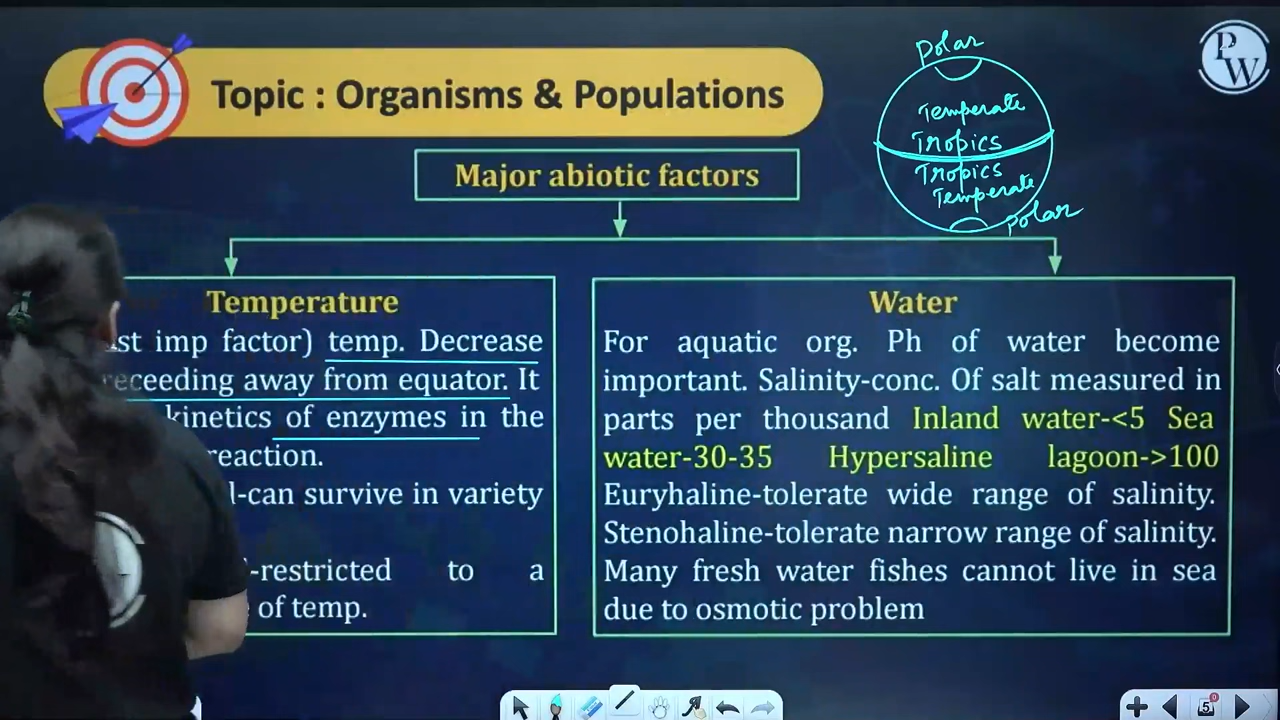 Polar
PW
Topic : Organisms & Populations
Temperate
Tropics
Tropics
Temperate
Polar
Major abiotic factors
Temperature
imp factor) temp. Decrease
receeding away from equator. It
kinetics of enzymes in the
reaction.
-can survive in variety
-restricted to a
of temp.
Water
For aquatic org. Ph of water become
important. Salinity-conc. Of salt measured in
parts per thousand Inland water-<5 Sea
water-30-35 Hypersaline lagoon->100
Euryhaline-tolerate wide range of salinity.
Stenohaline-tolerate narrow range of salinity.
Many fresh water fishes cannot live in sea
due to osmotic problem
5